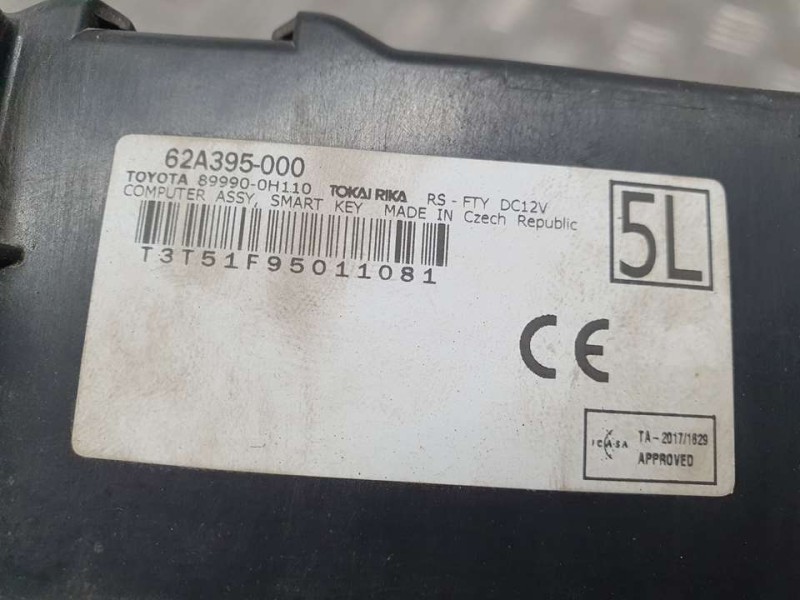 62A395-000
TOYOTA 89990-0H110 TOKAI RIKA RS-FTY DC12V
COMPUTER ASSY, SMART KEY MADE IN Czech Republic
T3T51F95011081
5L
CE
ICASA TA-2017/1829
APPROVED